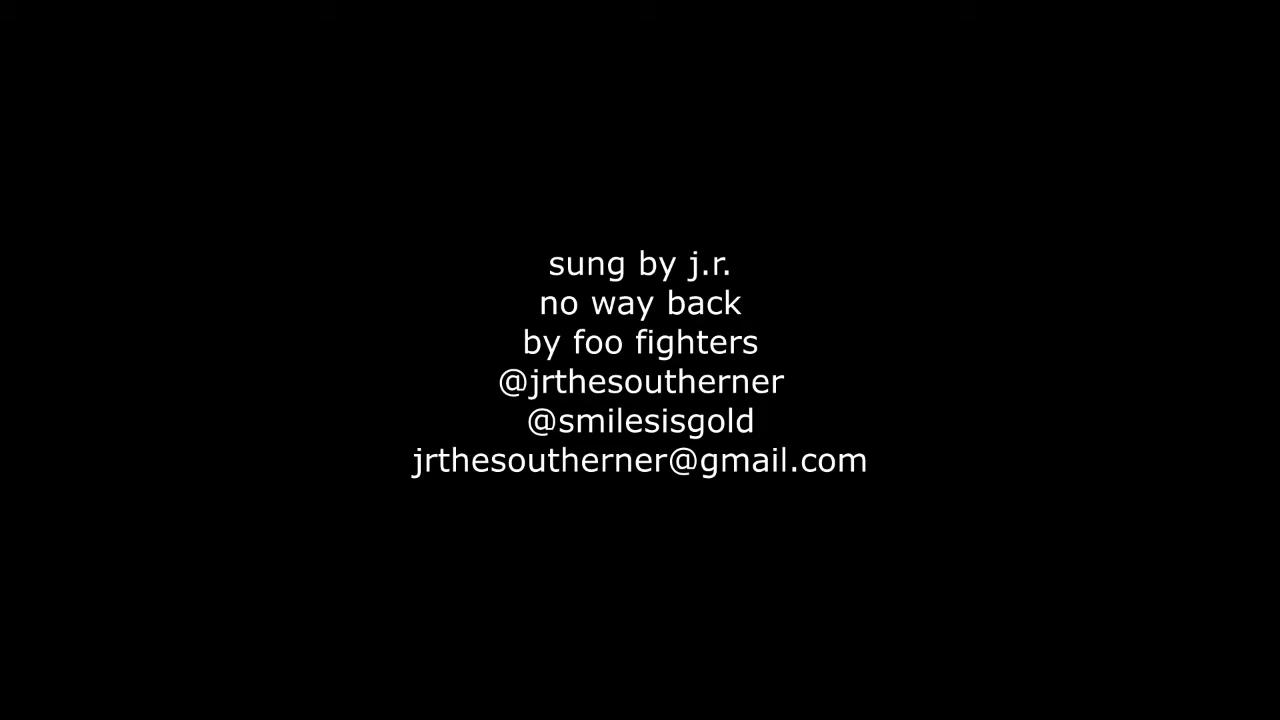 sung by j.r.
no way back
by foo fighters
@jrthesoutherner
@smilesisgold
jrthesoutherner@gmail.com